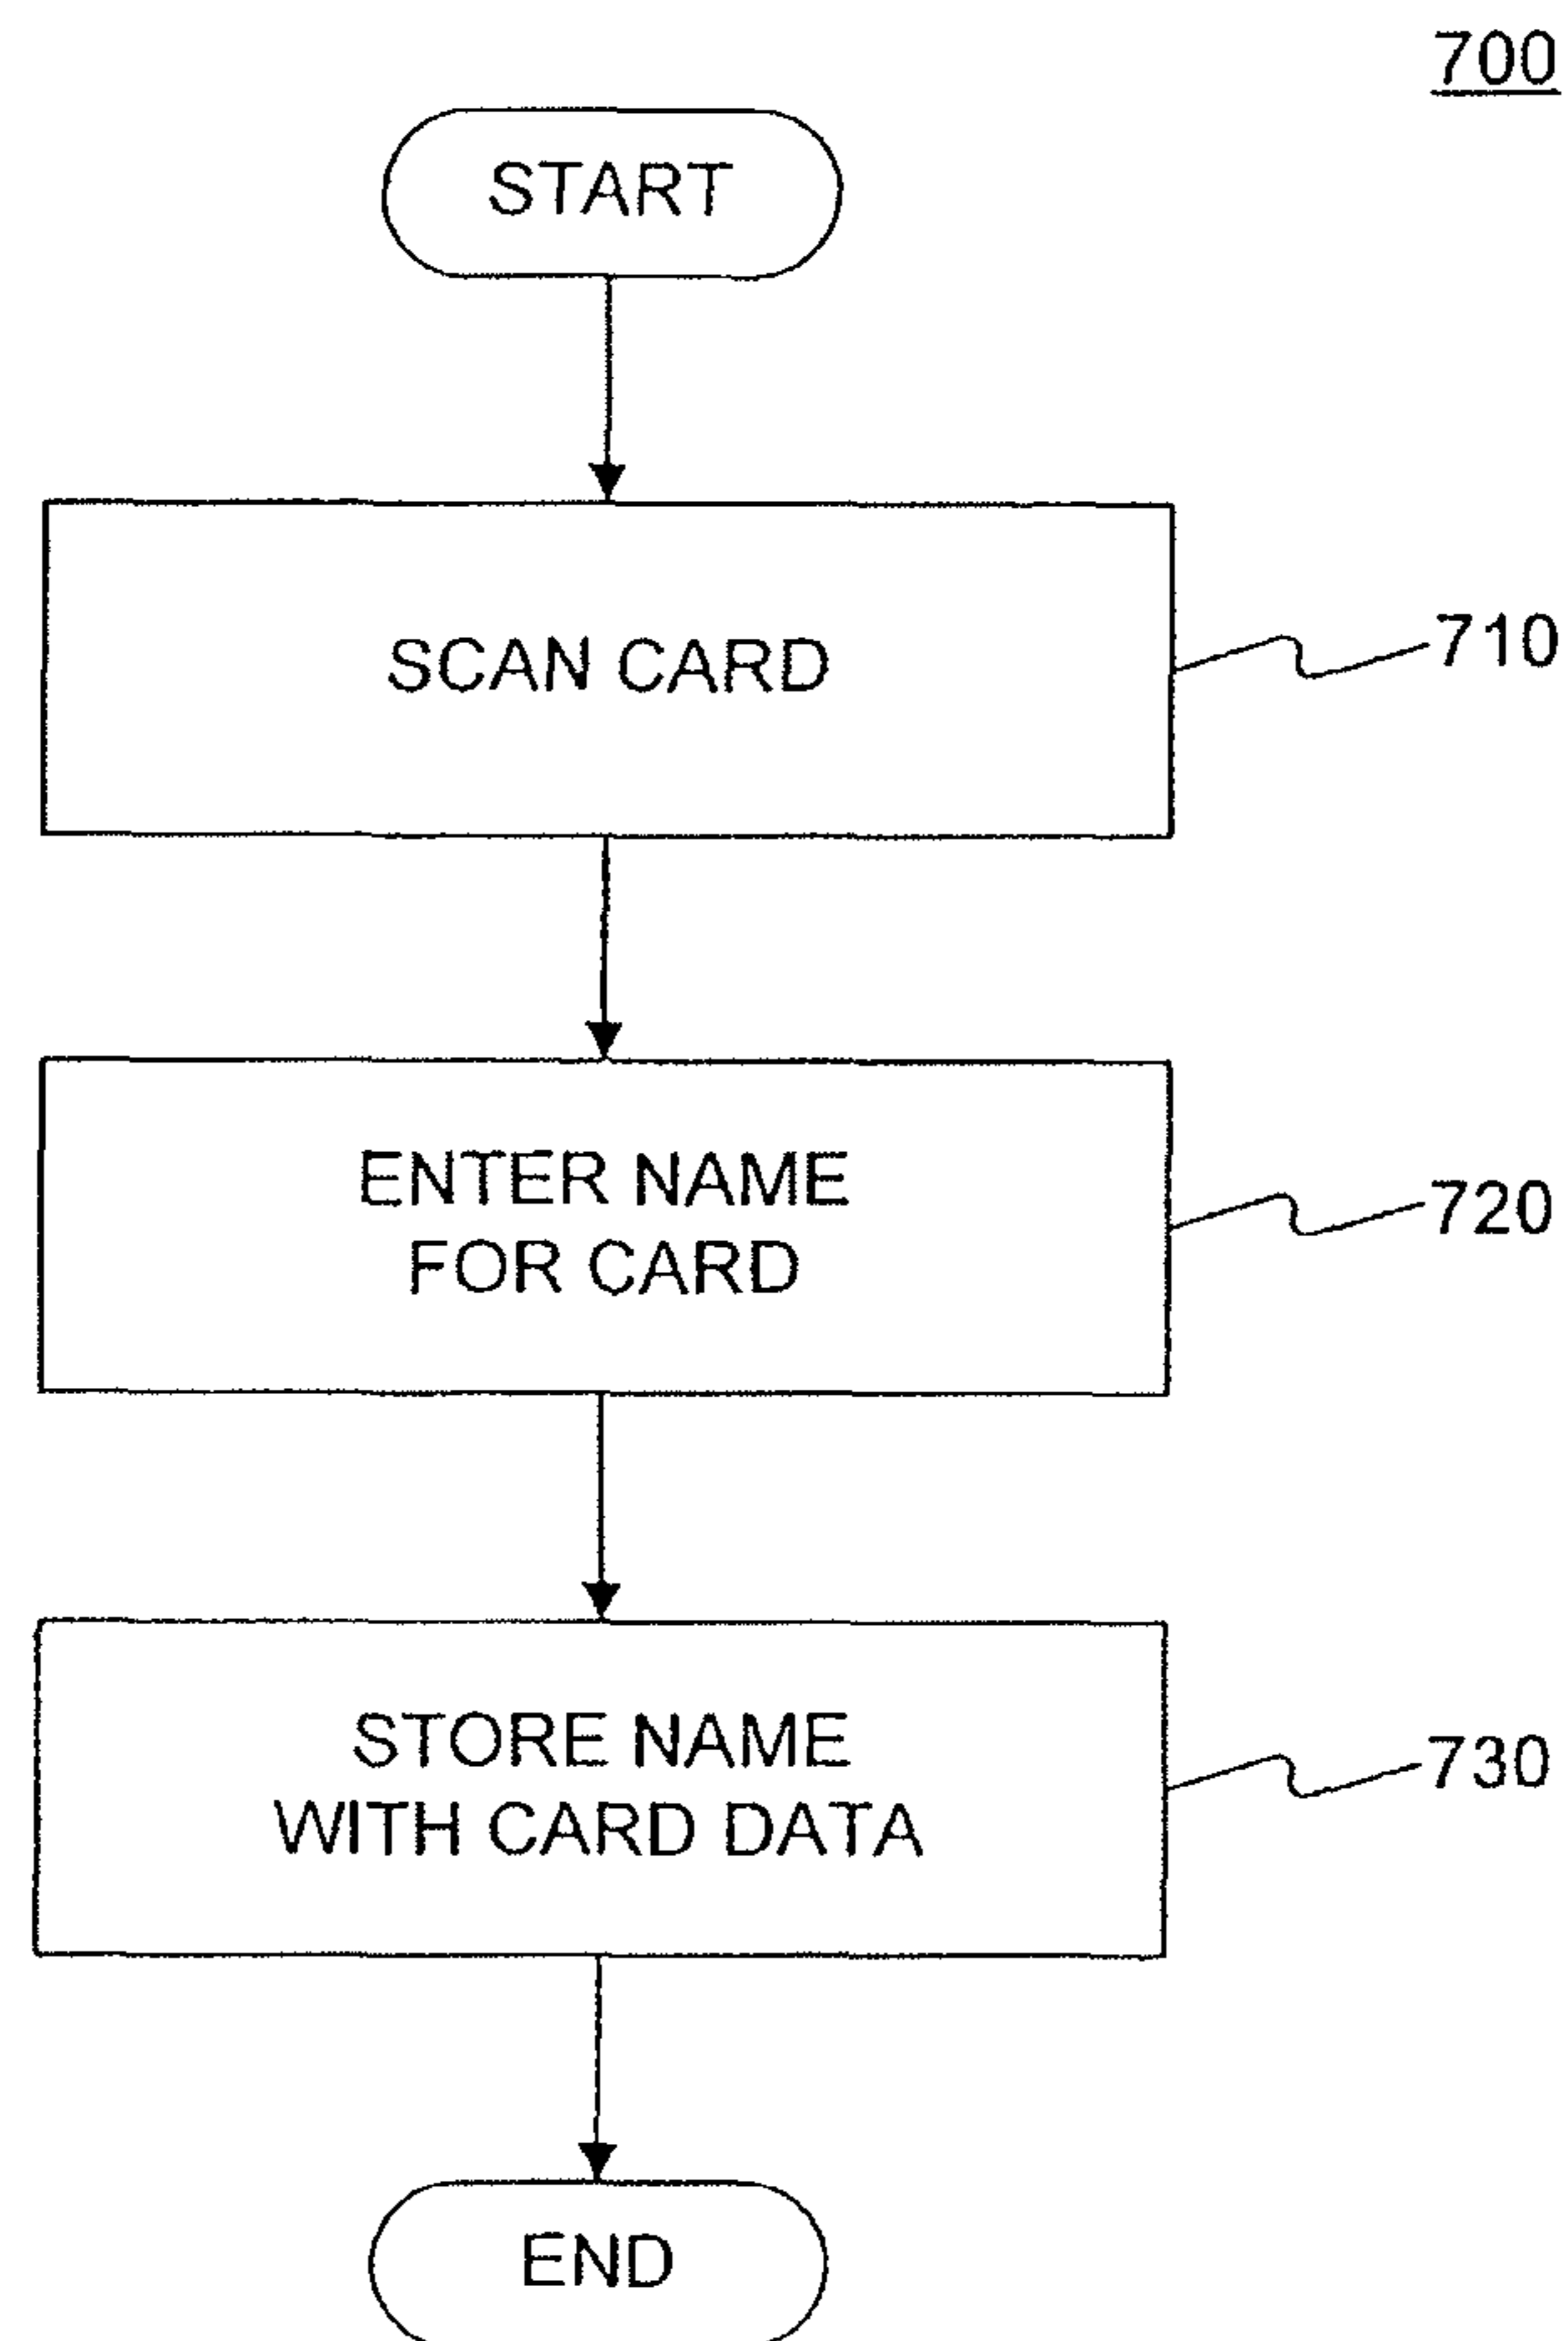 700
START
SCAN CARD
710
ENTER NAME
FOR CARD
720
STORE NAME
WITH CARD DATA
730
END